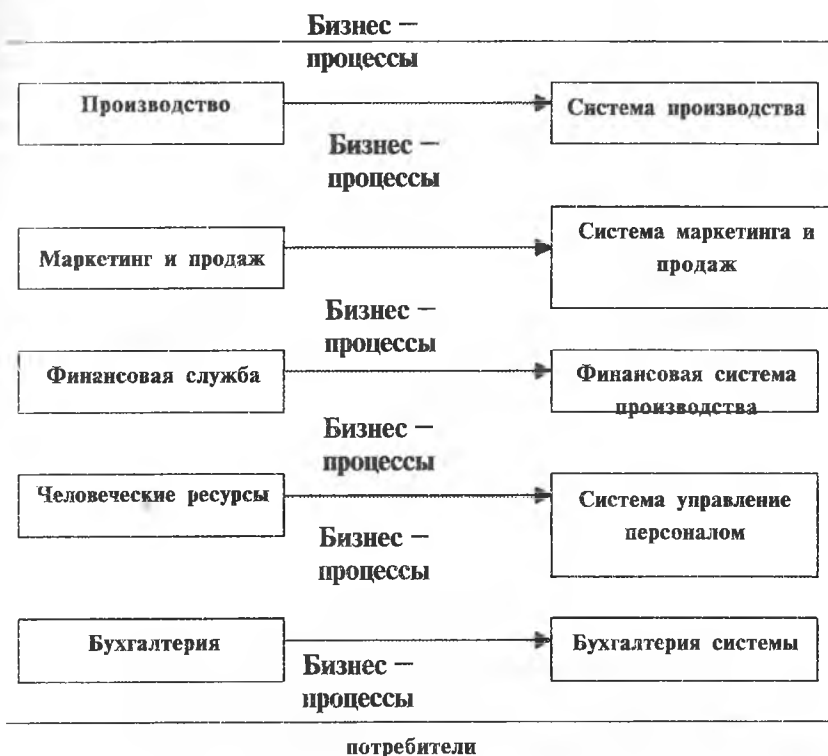 Бизнес –
процессы
Производство
Система производства
Бизнес –
процессы
Маркетинг и продаж
Система маркетинга и
продаж
Бизнес –
процессы
Финансовая служба
Финансовая система
производства
Бизнес –
процессы
Человеческие ресурсы
Система управление
персоналом
Бизнес –
процессы
Бухгалтерия
Бухгалтерия системы
Бизнес –
процессы
потребители